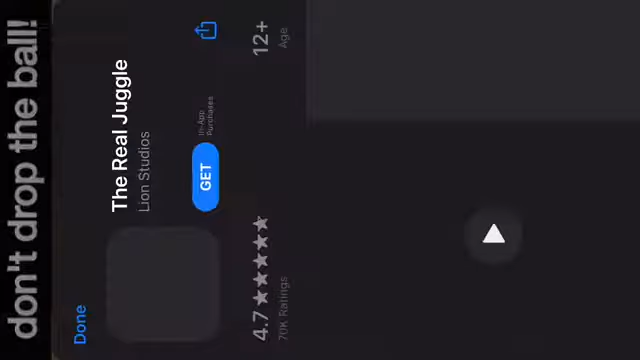 don't drop the ball!
Done
The Real Juggle
Lion Studios
GET
In-App
Purchases
4.7
12+
70K Ratings
Age